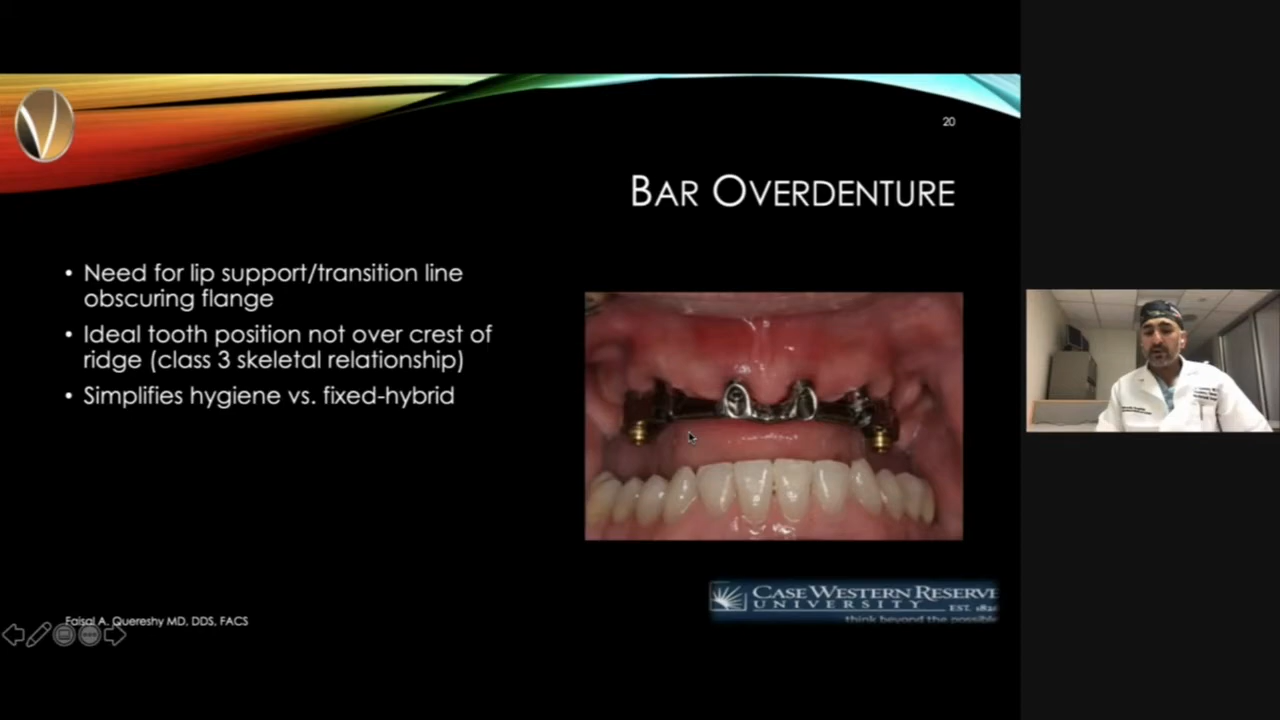 20
BAR OVERDENTURE
• Need for lip support/transition line
obscuring flange
• Ideal tooth position not over crest of
ridge (class 3 skeletal relationship)
• Simplifies hygiene vs. fixed-hybrid
CASE WESTERN RESERVE
UNIVERSITY EST. 1826
think beyond the possible
Faisal A. Quereshy MD, DDS, FACS